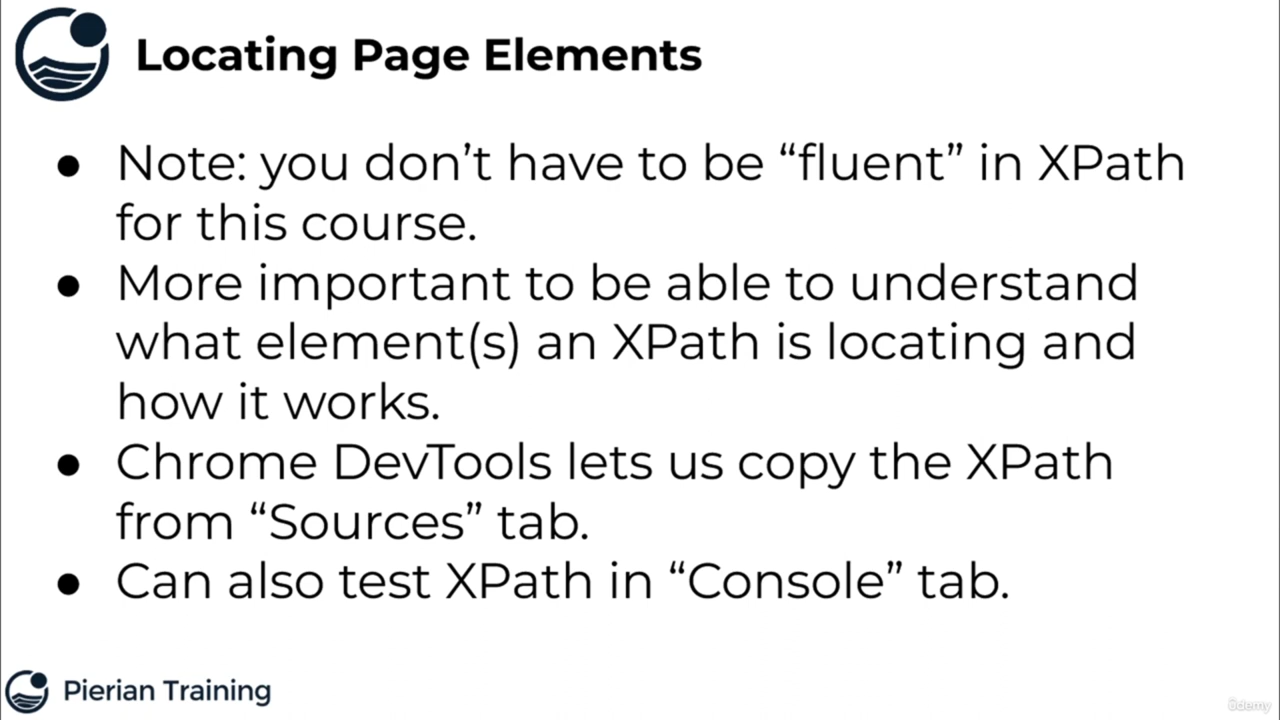 Locating Page Elements
● Note: you don’t have to be “fluent” in XPath
for this course.
● More important to be able to understand
what element(s) an XPath is locating and
how it works.
● Chrome DevTools lets us copy the XPath
from “Sources” tab.
● Can also test XPath in “Console” tab.
Pierian Training
ûdemy